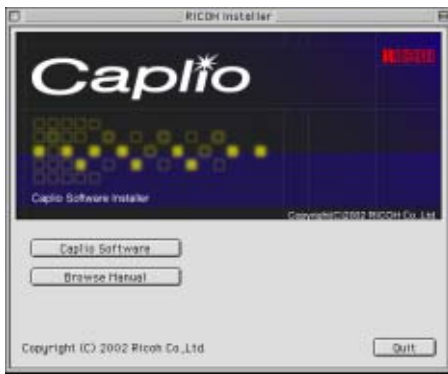 RICOH Installer
RICOH
Caplio
Caplio Software Installer
Copyright(C)2002 RICOH Co.,Ltd.
Caplio Software
Browse Manual
Copyright (C) 2002 Ricoh Co.,Ltd
Quit